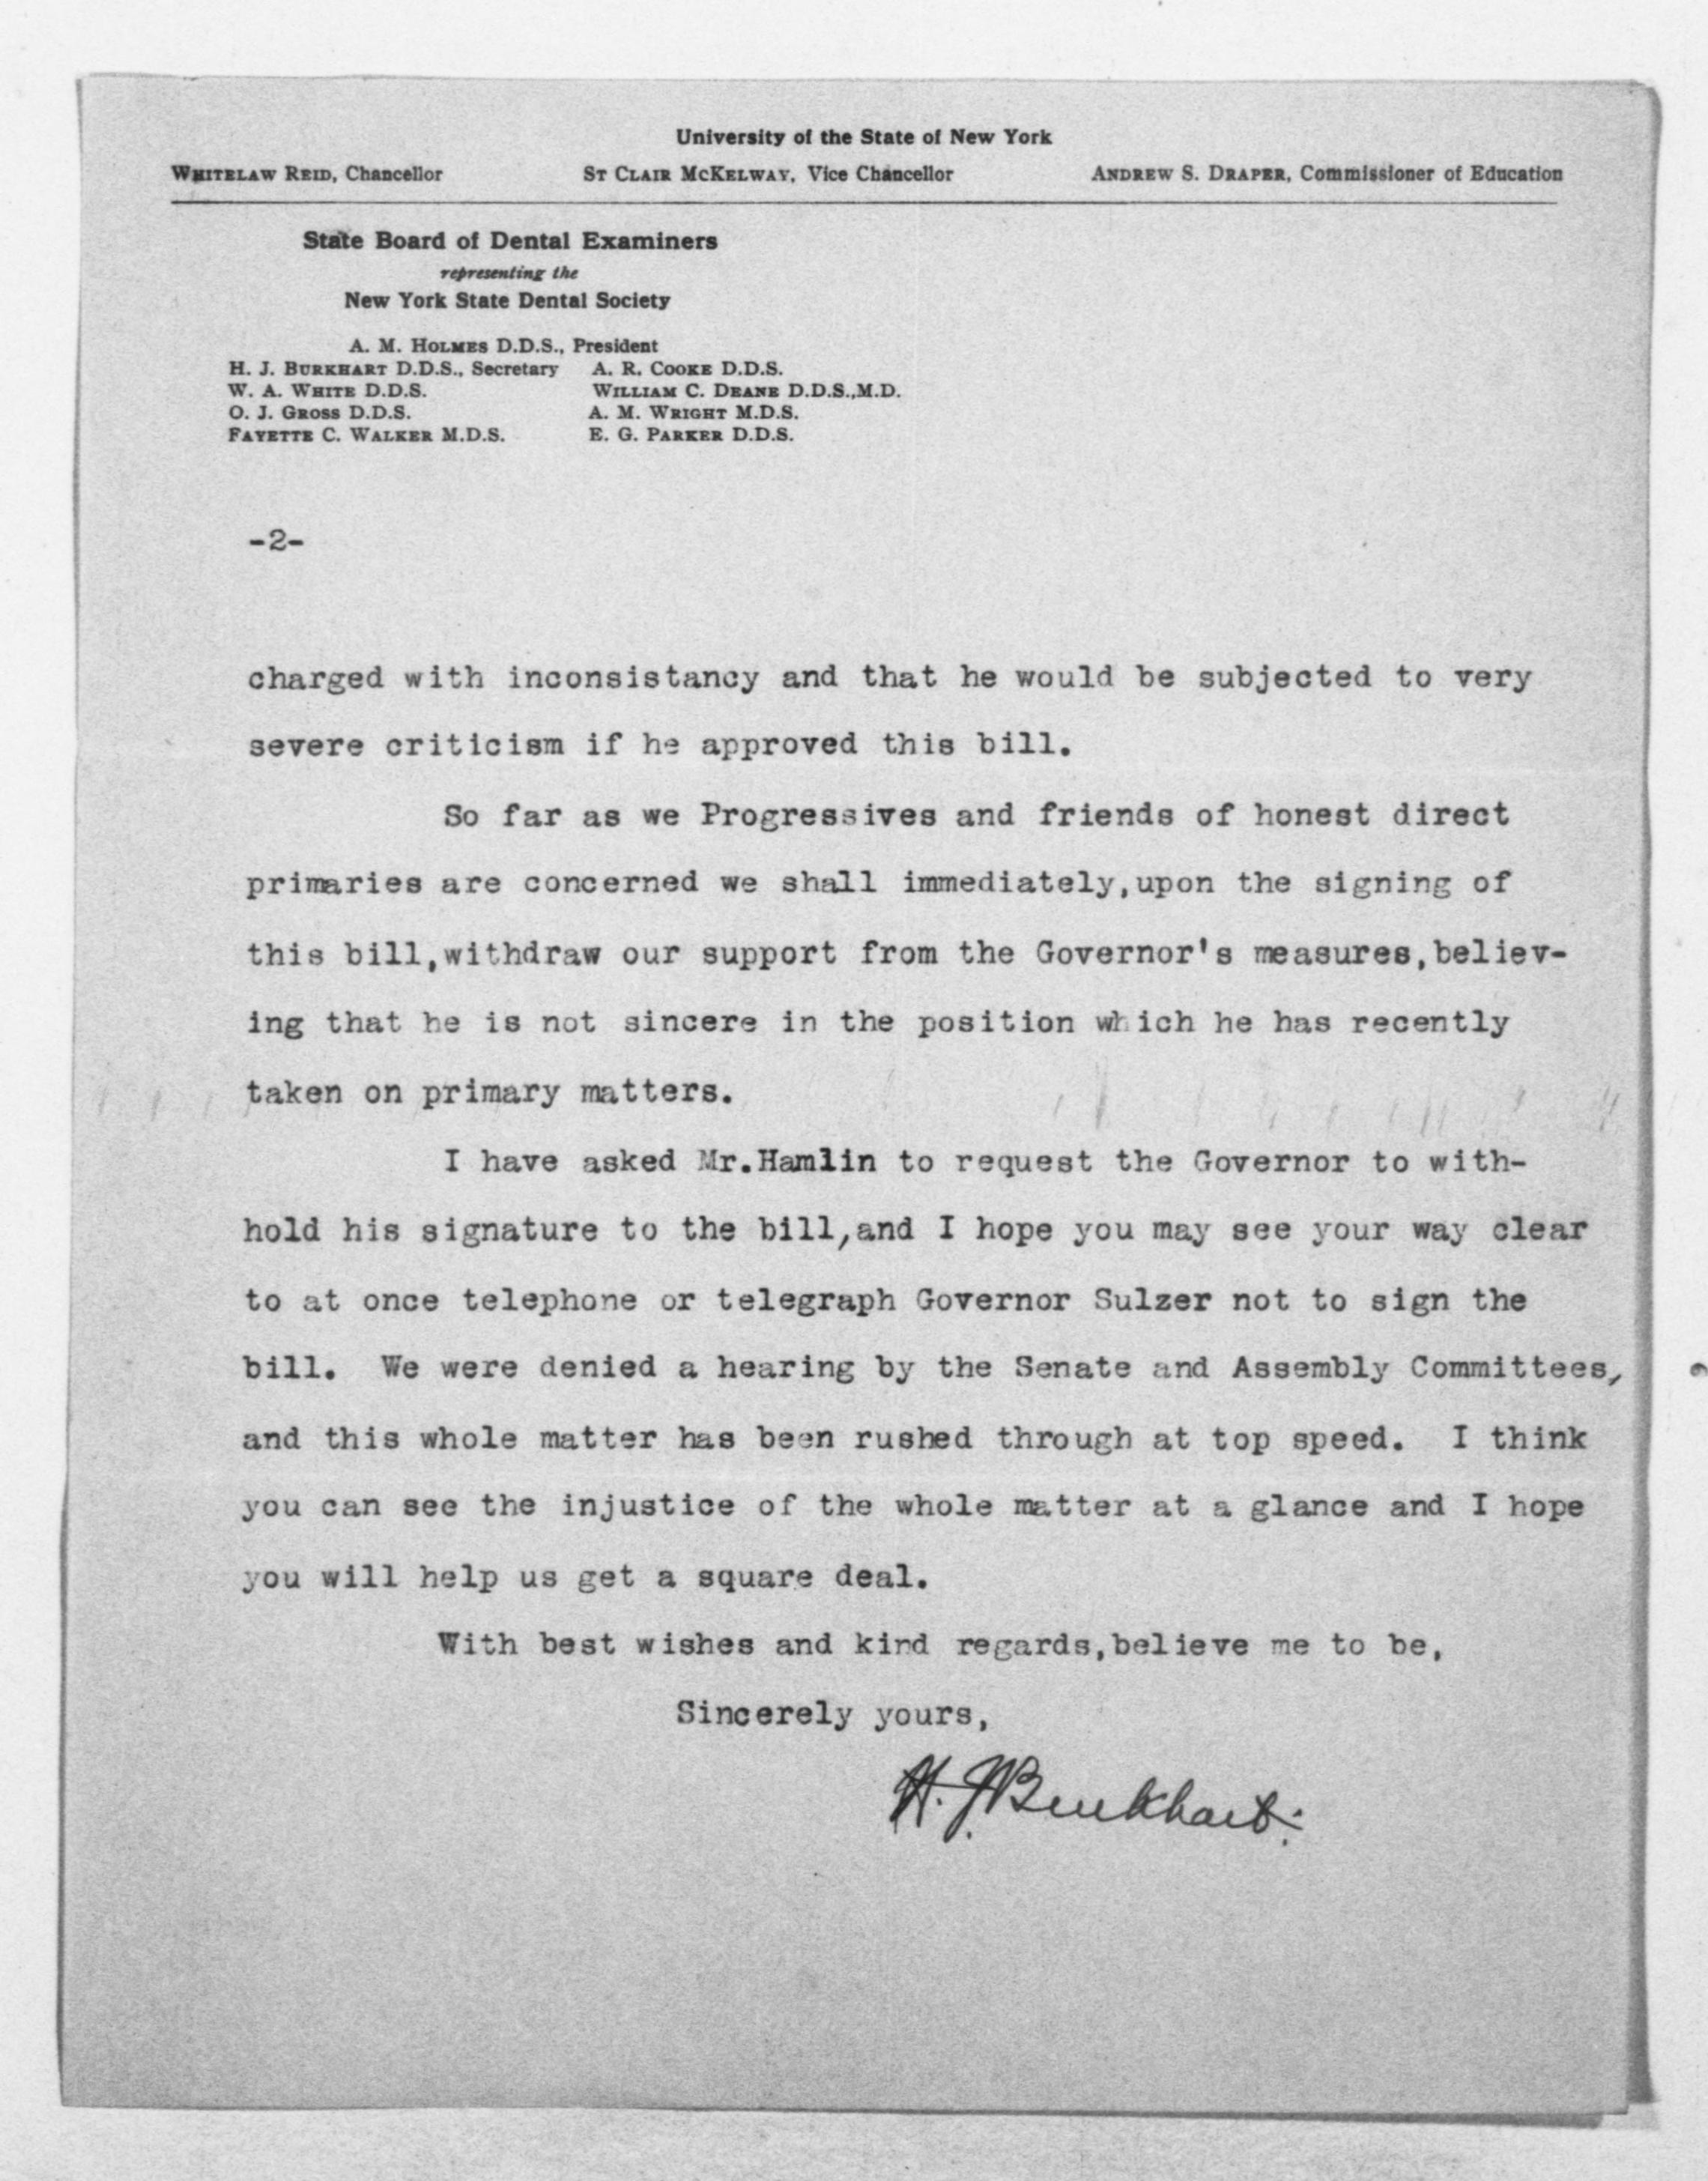 University of the State of New York
WHITELAW REID, Chancellor ST CLAIR MCKELWAY, Vice Chancellor ANDREW S. DRAPER, Commissioner of Education
State Board of Dental Examiners
representing the
New York State Dental Society
A. M. HOLMES D.D.S., President
H. J. BURKHART D.D.S., Secretary A. R. COOKE D.D.S.
W. A. WHITE D.D.S. WILLIAM C. DEANE D.D.S.,M.D.
O. J. GROSS D.D.S. A. M. WRIGHT M.D.S.
FAYETTE C. WALKER M.D.S. E. G. PARKER D.D.S.
-2-
charged with inconsistancy and that he would be subjected to very
severe criticism if he approved this bill.
So far as we Progressives and friends of honest direct
primaries are concerned we shall immediately,upon the signing of
this bill,withdraw our support from the Governor's measures,believ-
ing that he is not sincere in the position which he has recently
taken on primary matters.
I have asked Mr.Hamlin to request the Governor to with-
hold his signature to the bill,and I hope you may see your way clear
to at once telephone or telegraph Governor Sulzer not to sign the
bill. We were denied a hearing by the Senate and Assembly Committees,
and this whole matter has been rushed through at top speed. I think
you can see the injustice of the whole matter at a glance and I hope
you will help us get a square deal.
With best wishes and kind regards,believe me to be,
Sincerely yours,
H. J. Burkhart.